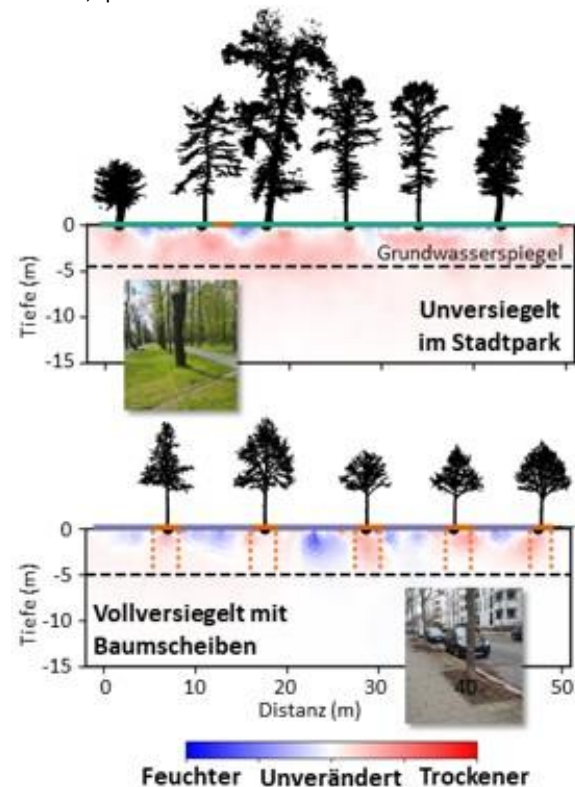 0
-5
-10
-15
Tiefe (m)
Grundwasserspiegel
Unversiegelt
im Stadtpark
0
-5
-10
-15
Tiefe (m)
Vollversiegelt mit
Baumscheiben
0 10 20 30 40 50
Distanz (m)
Feuchter Unverändert Trockener